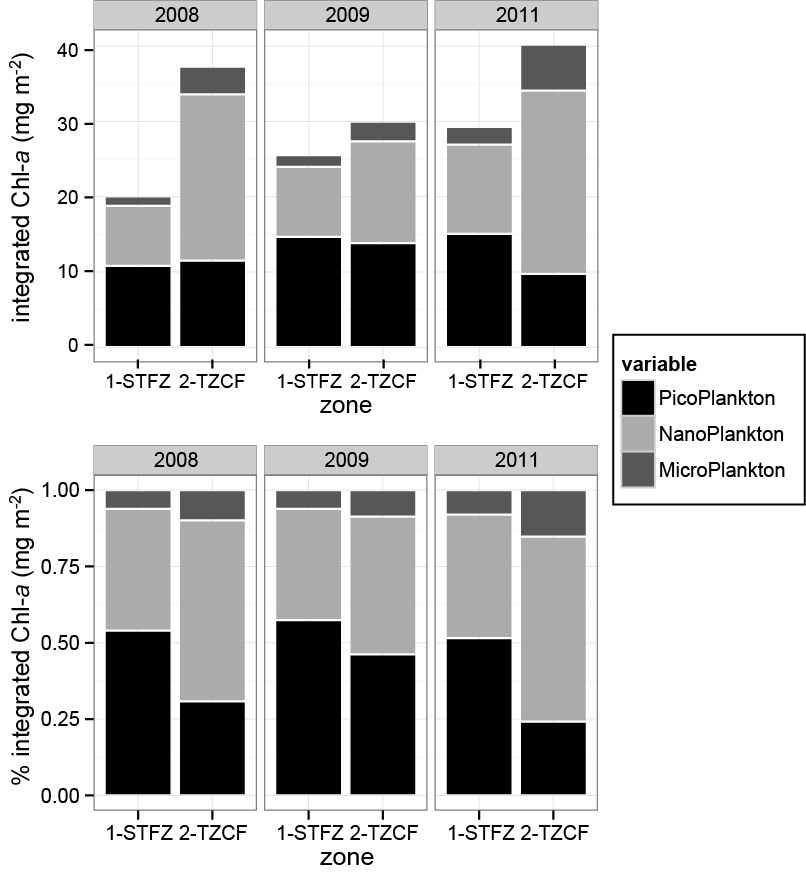 2008 2009 2011
integrated Chl-a (mg m-2)
40
30
20
10
0
1-STFZ 2-TZCF 1-STFZ 2-TZCF 1-STFZ 2-TZCF
zone
variable
PicoPlankton
NanoPlankton
MicroPlankton
2008 2009 2011
% integrated Chl-a (mg m-2)
1.00
0.75
0.50
0.25
0.00
1-STFZ 2-TZCF 1-STFZ 2-TZCF 1-STFZ 2-TZCF
zone